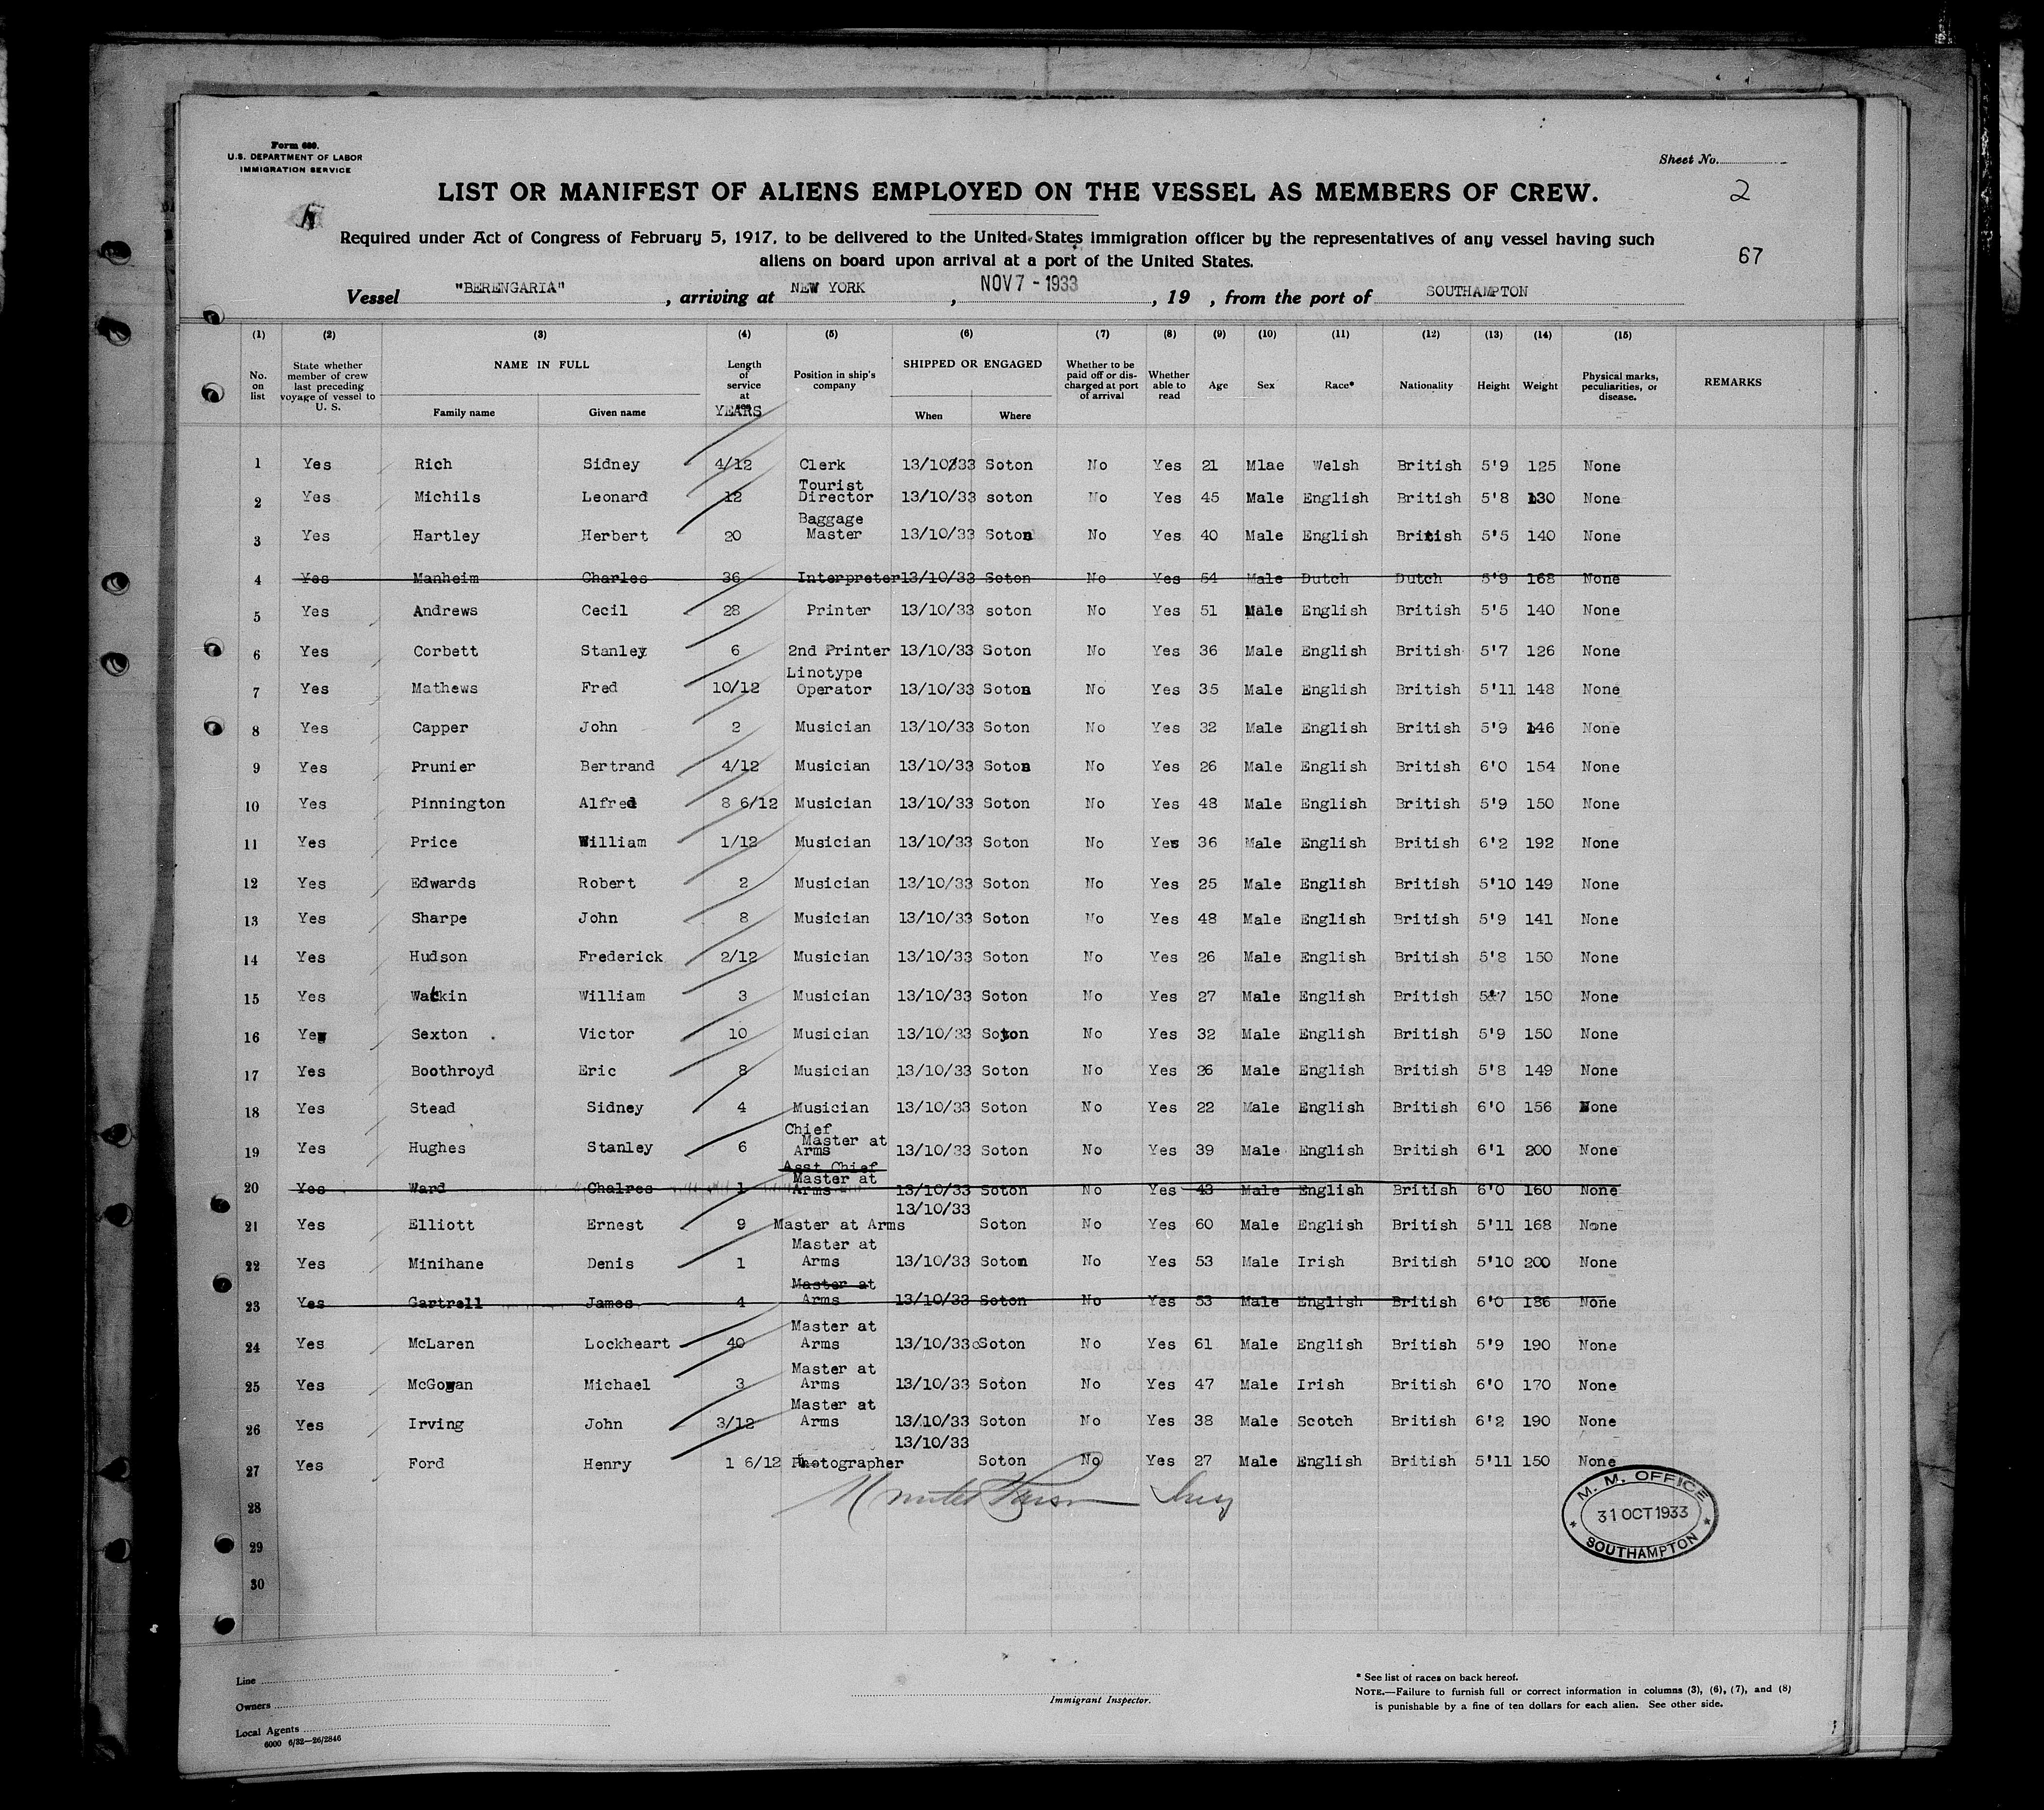 Form 680.
U.S. DEPARTMENT OF LABOR
IMMIGRATION SERVICE
Sheet No.
LIST OR MANIFEST OF ALIENS EMPLOYED ON THE VESSEL AS MEMBERS OF CREW.
2
Required under Act of Congress of February 5, 1917, to be delivered to the United States immigration officer by the representatives of any vessel having such
aliens on board upon arrival at a port of the United States.
67
Vessel "BERENGARIA", arriving at NEW YORK, NOV 7 - 1933, 19 , from the port of SOUTHAMPTON
(1) (2) (3) (4) (5) (6) (7) (8) (9) (10) (11) (12) (13) (14) (15)
No. on list State whether member of crew last preceding voyage of vessel to U. S. NAME IN FULL Family name Given name Length of service at sea YEARS Position in ship's company SHIPPED OR ENGAGED When Where Whether to be paid off or discharged at port of arrival Whether able to read Age Sex Race* Nationality Height Weight Physical marks, peculiarities, or disease. REMARKS
1 Yes Rich Sidney 4/12 Clerk 13/10/33 Soton No Yes 21 Mlae Welsh British 5'9 125 None
2 Yes Michils Leonard 12 Tourist Director 13/10/33 soton No Yes 45 Male English British 5'8 130 None
3 Yes Hartley Herbert 20 Baggage Master 13/10/33 Soton No Yes 40 Male English British 5'5 140 None
4 Yes Manheim Charles 36 Interpreter 13/10/33 Soton No Yes 54 Male Dutch Dutch 5'9 168 None
5 Yes Andrews Cecil 28 Printer 13/10/33 soton No Yes 51 Male English British 5'5 140 None
6 Yes Corbett Stanley 6 2nd Printer 13/10/33 Soton No Yes 36 Male English British 5'7 126 None
7 Yes Mathews Fred 10/12 Linotype Operator 13/10/33 Soton No Yes 35 Male English British 5'11 148 None
8 Yes Capper John 2 Musician 13/10/33 Soton No Yes 32 Male English British 5'9 146 None
9 Yes Prunier Bertrand 4/12 Musician 13/10/33 Soton No Yes 26 Male English British 6'0 154 None
10 Yes Pinnington Alfred 8 6/12 Musician 13/10/33 Soton No Yes 48 Male English British 5'9 150 None
11 Yes Price William 1/12 Musician 13/10/33 Soton No Yes 36 Male English British 6'2 192 None
12 Yes Edwards Robert 2 Musician 13/10/33 Soton No Yes 25 Male English British 5'10 149 None
13 Yes Sharpe John 8 Musician 13/10/33 Soton No Yes 48 Male English British 5'9 141 None
14 Yes Hudson Frederick 2/12 Musician 13/10/33 Soton No Yes 26 Male English British 5'8 150 None
15 Yes Watkin William 3 Musician 13/10/33 Soton No Yes 27 Male English British 5'7 150 None
16 Yes Sexton Victor 10 Musician 13/10/33 Soton No Yes 32 Male English British 5'9 150 None
17 Yes Boothroyd Eric 8 Musician 13/10/33 Soton No Yes 26 Male English British 5'8 149 None
18 Yes Stead Sidney 4 Musician 13/10/33 Soton No Yes 22 Male English British 6'0 156 None
19 Yes Hughes Stanley 6 Chief Master at Arms 13/10/33 Soton No Yes 39 Male English British 6'1 200 None
20 Yes Ward Chalres 1 Asst Chief Master at Arms 13/10/33 Soton No Yes 43 Male English British 6'0 160 None
21 Yes Elliott Ernest 9 Master at Arms 13/10/33 Soton No Yes 60 Male English British 5'11 168 None
22 Yes Minihane Denis 1 Master at Arms 13/10/33 Soton No Yes 53 Male Irish British 5'10 200 None
23 Yes Gartrell James 4 Master at Arms 13/10/33 Soton No Yes 53 Male English British 6'0 186 None
24 Yes McLaren Lockheart 40 Master at Arms 13/10/33 Soton No Yes 61 Male English British 5'9 190 None
25 Yes McGowan Michael 3 Master at Arms 13/10/33 Soton No Yes 47 Male Irish British 6'0 170 None
26 Yes Irving John 3/12 Master at Arms 13/10/33 Soton No Yes 38 Male Scotch British 6'2 190 None
27 Yes Ford Henry 1 6/12 Photographer 13/10/33 Soton No Yes 27 Male English British 5'11 150 None
28
29
30
M. M. OFFICE
31 OCT 1933
SOUTHAMPTON
Line
Owners
Local Agents
6000 6/32—26/2846
Immigrant Inspector.
* See list of races on back hereof.
NOTE.—Failure to furnish full or correct information in columns (3), (6), (7), and (8)
is punishable by a fine of ten dollars for each alien. See other side.